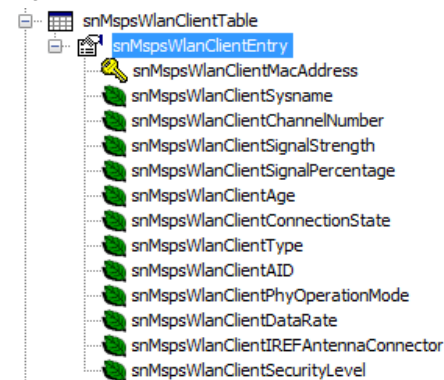 snMspsWlanClientTable
snMspsWlanClientEntry
snMspsWlanClientMacAddress
snMspsWlanClientSysname
snMspsWlanClientChannelNumber
snMspsWlanClientSignalStrength
snMspsWlanClientSignalPercentage
snMspsWlanClientAge
snMspsWlanClientConnectionState
snMspsWlanClientType
snMspsWlanClientAID
snMspsWlanClientPhyOperationMode
snMspsWlanClientDataRate
snMspsWlanClientIREFAntennaConnector
snMspsWlanClientSecurityLevel